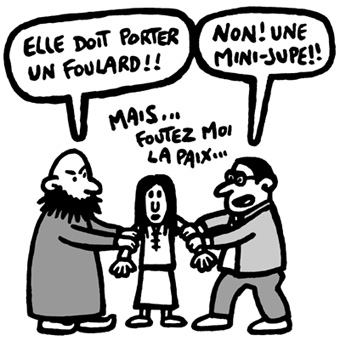 ELLE DOIT PORTER
UN FOULARD!!
NON! UNE
MINI-JUPE!!
MAIS...
FOUTEZ MOI
LA PAIX...